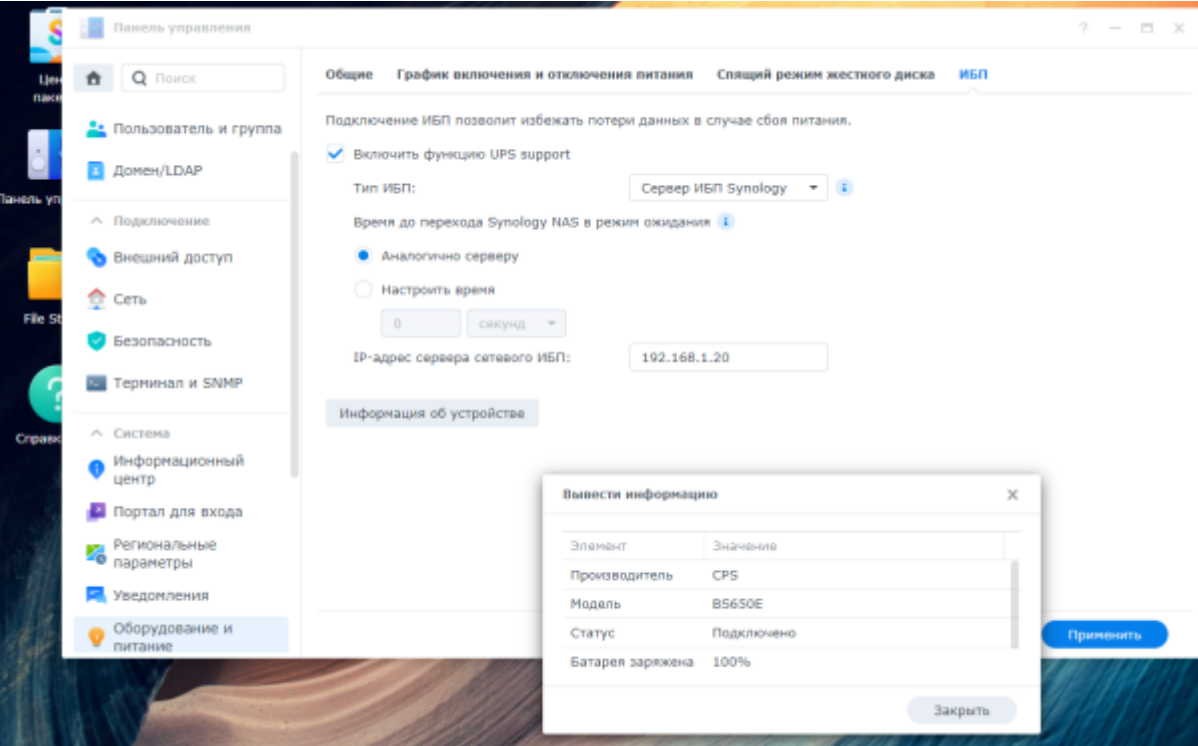 Панель управления
Цен
паке
Панель уп
File St
Справк
Поиск
Пользователь и группа
Домен/LDAP
Подключение
Внешний доступ
Сеть
Безопасность
Терминал и SNMP
Система
Информационный
центр
Портал для входа
Региональные
параметры
Уведомления
Оборудование и
питание
Общие График включения и отключения питания Спящий режим жесткого диска ИБП
Подключение ИБП позволит избежать потери данных в случае сбоя питания.
Включить функцию UPS support
Тип ИБП: Сервер ИБП Synology
Время до перехода Synology NAS в режим ожидания
Аналогично серверу
Настроить время
0 секунд
IP-адрес сервера сетевого ИБП: 192.168.1.20
Информация об устройстве
Вывести информацию
Элемент Значение
Производитель CPS
Модель BS650E
Статус Подключено
Батарея заряжена 100%
Закрыть
Применить